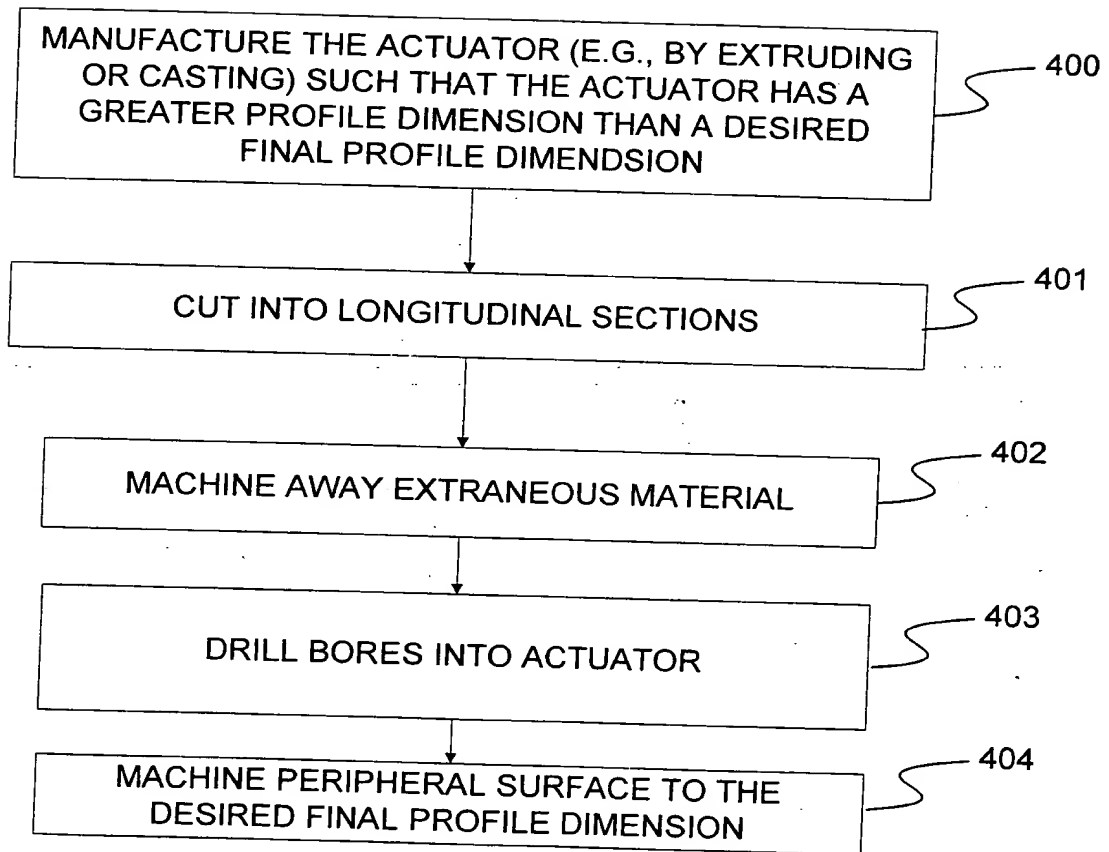 MANUFACTURE THE ACTUATOR (E.G., BY EXTRUDING
OR CASTING) SUCH THAT THE ACTUATOR HAS A
GREATER PROFILE DIMENSION THAN A DESIRED
FINAL PROFILE DIMENDSION
400
CUT INTO LONGITUDINAL SECTIONS
401
MACHINE AWAY EXTRANEOUS MATERIAL
402
DRILL BORES INTO ACTUATOR
403
MACHINE PERIPHERAL SURFACE TO THE
DESIRED FINAL PROFILE DIMENSION
404